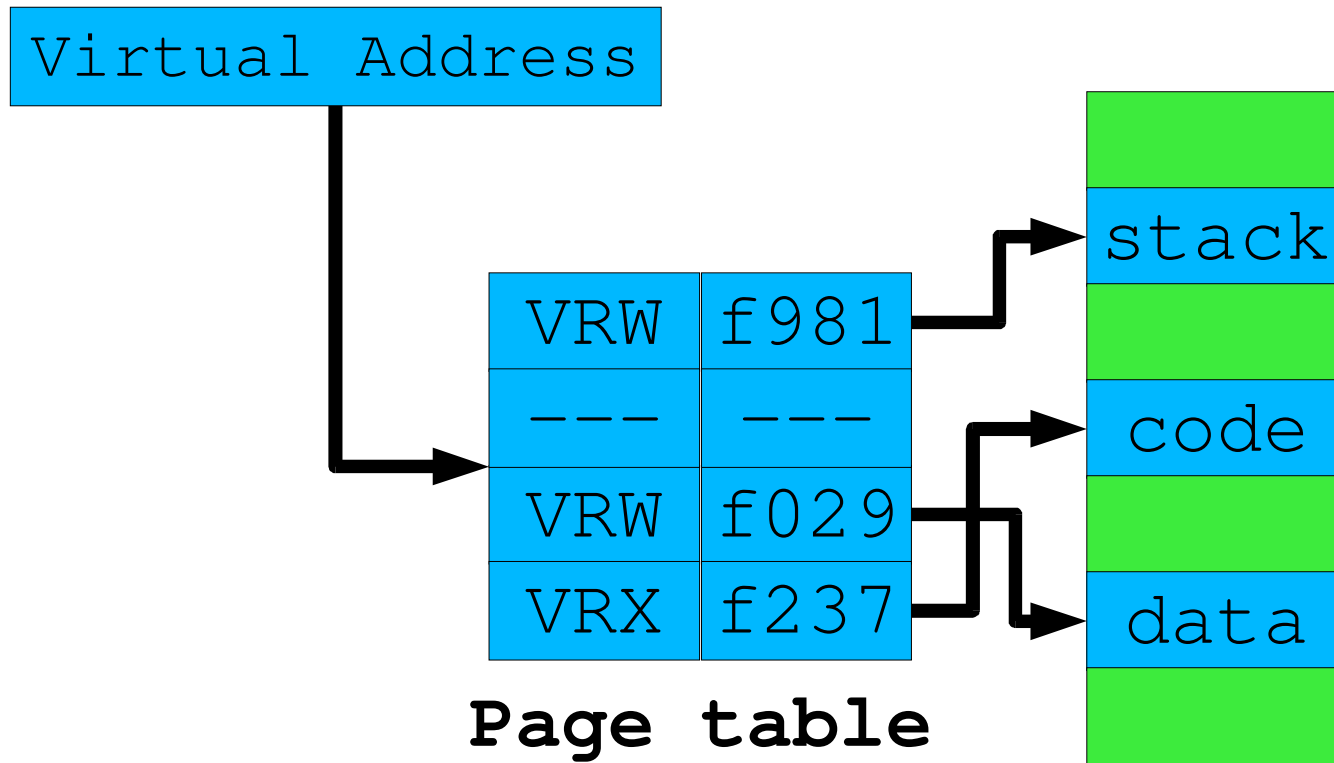 Virtual Address
stack
VRW f981
--- ---
code
VRW f029
VRX f237
data
Page table